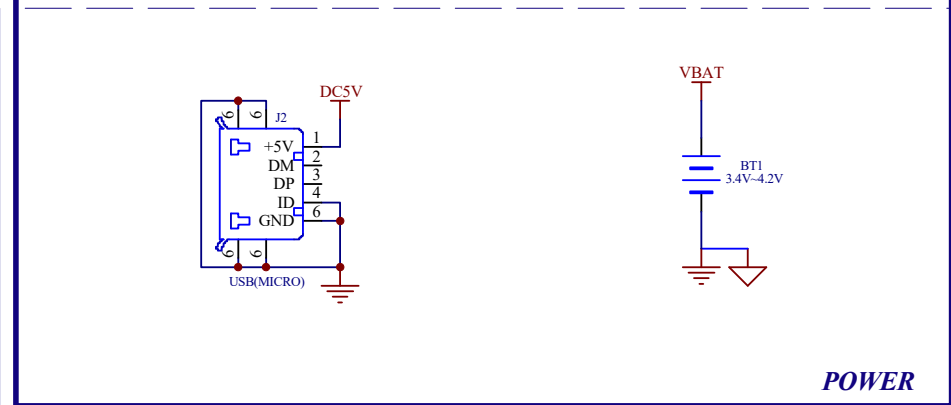 VBAT
DC5V
6 6
J2
+5V 1
DM 2
DP 3
ID 4
GND 6
6 6
USB(MICRO)
BT1
3.4V~4.2V
POWER